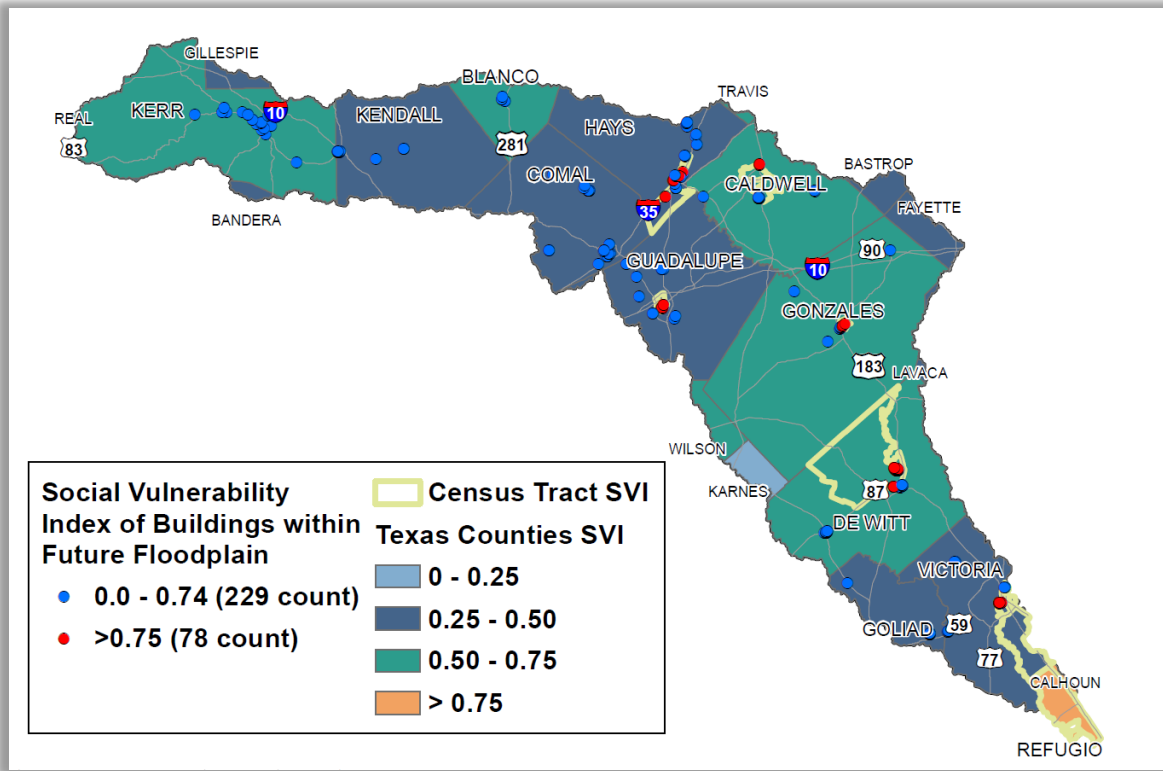 GILLESPIE
BLANCO
TRAVIS
REAL
KERR
10
KENDALL
HAYS
83
281
BASTROP
COMAL
CALDWELL
BANDERA
35
FAYETTE
90
GUADALUPE
10
GONZALES
183
LAVACA
WILSON
KARNES
87
DE WITT
VICTORIA
GOLIAD
59
77
CALHOUN
REFUGIO
Social Vulnerability
Index of Buildings within
Future Floodplain
0.0 - 0.74 (229 count)
>0.75 (78 count)
Census Tract SVI
Texas Counties SVI
0 - 0.25
0.25 - 0.50
0.50 - 0.75
> 0.75